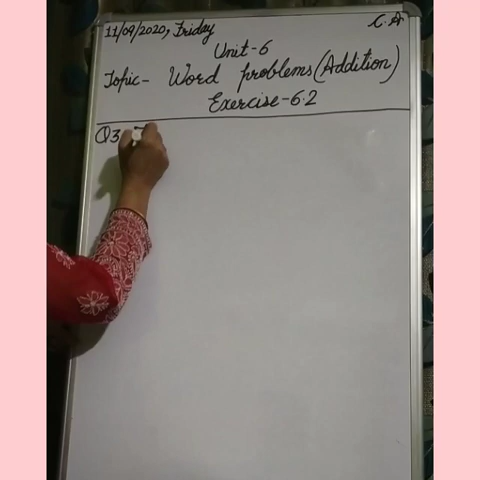 11/09/2020, Friday C.A
Unit-6
Topic- Word problems (Addition)
Exercise-6.2
Q3